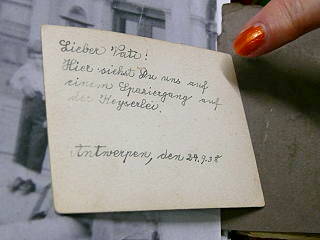 Lieber Vati!
Hier siehst Du uns auf
einem Spaziergang auf
der Keyserlei.
Antwerpen, den 24.9.38